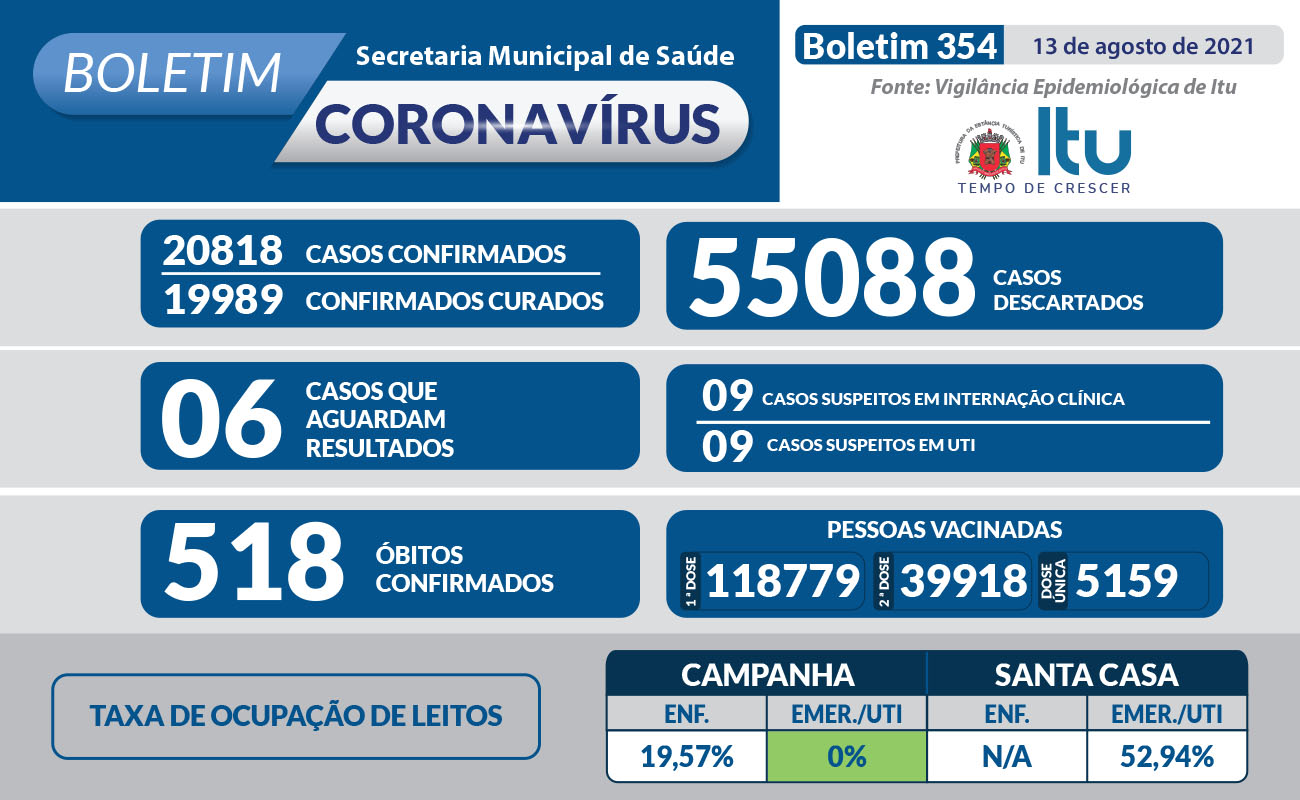 BOLETIM
Secretaria Municipal de Saúde
CORONAVÍRUS
Boletim 354
13 de agosto de 2021
Fonte: Vigilância Epidemiológica de Itu
PREFEITURA DA ESTÂNCIA TURÍSTICA DE ITU
Itu
TEMPO DE CRESCER
20818 CASOS CONFIRMADOS
19989 CONFIRMADOS CURADOS
55088 CASOS
DESCARTADOS
06 CASOS QUE
AGUARDAM
RESULTADOS
09 CASOS SUSPEITOS EM INTERNAÇÃO CLÍNICA
09 CASOS SUSPEITOS EM UTI
518 ÓBITOS
CONFIRMADOS
PESSOAS VACINADAS
1ª DOSE 118779 2ª DOSE 39918 DOSE ÚNICA 5159
TAXA DE OCUPAÇÃO DE LEITOS
CAMPANHA SANTA CASA
ENF. EMER./UTI ENF. EMER./UTI
19,57% 0% N/A 52,94%